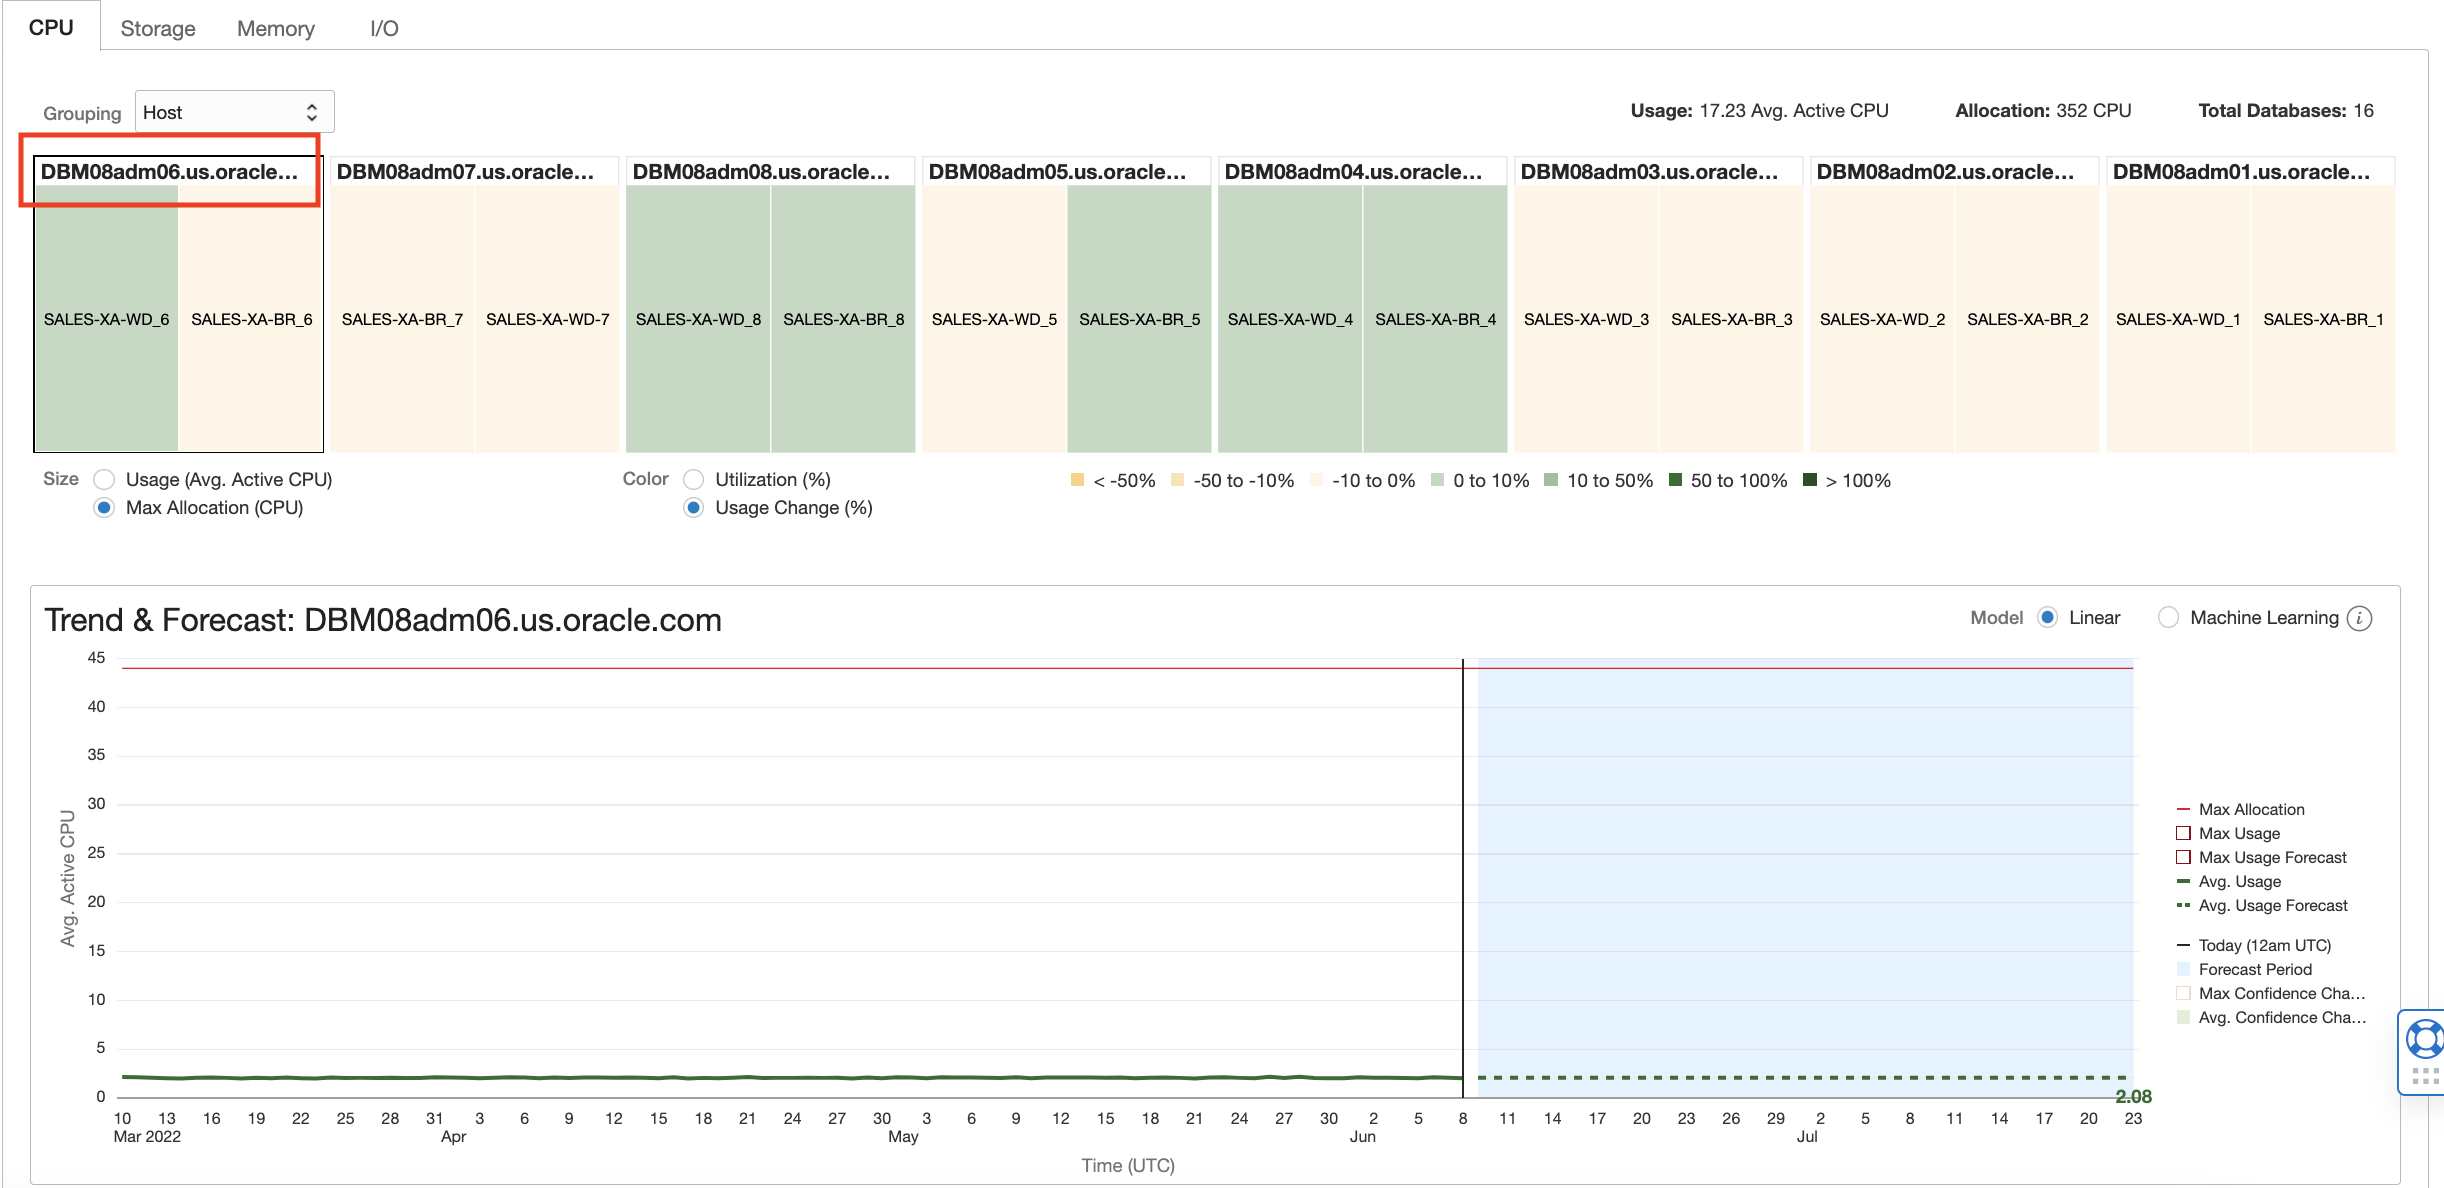 CPU Storage Memory I/O
Grouping Host Usage: 17.23 Avg. Active CPU Allocation: 352 CPU Total Databases: 16
DBM08adm06.us.oracle... DBM08adm07.us.oracle... DBM08adm08.us.oracle... DBM08adm05.us.oracle... DBM08adm04.us.oracle... DBM08adm03.us.oracle... DBM08adm02.us.oracle... DBM08adm01.us.oracle...
SALES-XA-WD_6 SALES-XA-BR_6 SALES-XA-BR_7 SALES-XA-WD-7 SALES-XA-WD_8 SALES-XA-BR_8 SALES-XA-WD_5 SALES-XA-BR_5 SALES-XA-WD_4 SALES-XA-BR_4 SALES-XA-WD_3 SALES-XA-BR_3 SALES-XA-WD_2 SALES-XA-BR_2 SALES-XA-WD_1 SALES-XA-BR_1
Size Usage (Avg. Active CPU) Color Utilization (%) < -50% -50 to -10% -10 to 0% 0 to 10% 10 to 50% 50 to 100% > 100%
Max Allocation (CPU) Usage Change (%)
Trend & Forecast: DBM08adm06.us.oracle.com Model Linear Machine Learning i
45
40
35
30
25
20
15
10
5
0
Avg. Active CPU
Max Allocation
Max Usage
Max Usage Forecast
Avg. Usage
Avg. Usage Forecast
Today (12am UTC)
Forecast Period
Max Confidence Cha...
Avg. Confidence Cha...
2.08
10 13 16 19 22 25 28 31 3 6 9 12 15 18 21 24 27 30 3 6 9 12 15 18 21 24 27 30 2 5 8 11 14 17 20 23 26 29 2 5 8 11 14 17 20 23
Mar 2022 Apr May Jun Jul
Time (UTC)